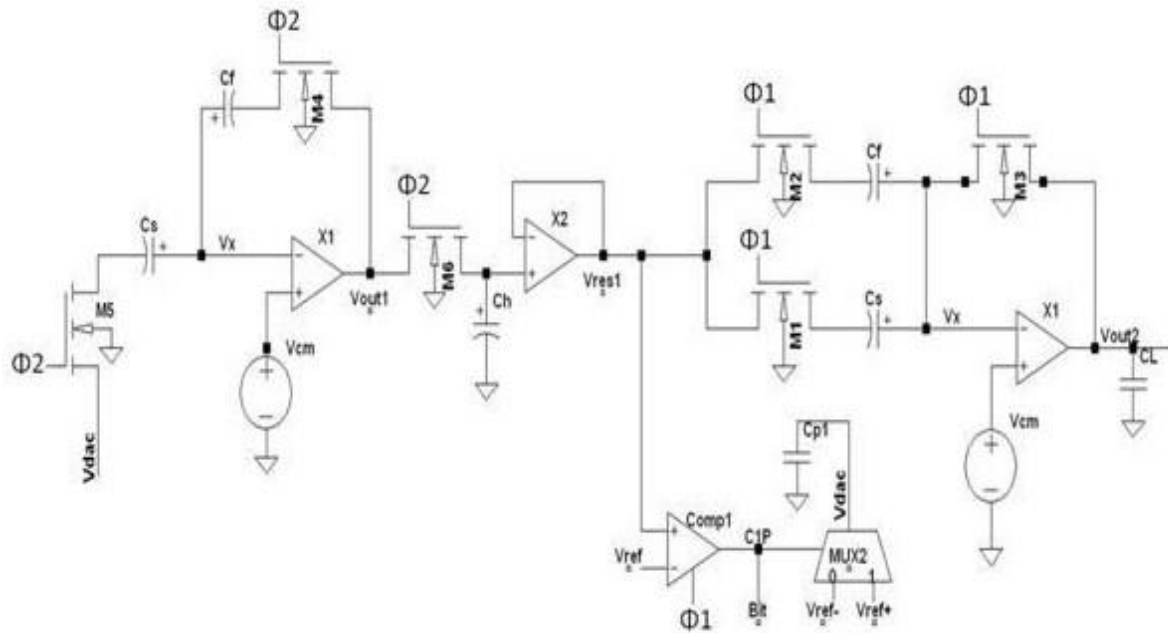 Φ2
Cf
+
M4
Φ1
Φ1
Cf
+
M2
M3
Φ2
X2
Cs
+
Vx
X1
−
+
−
+
Φ1
M5
M6
Vout1
Ch
+
Vres1
Cs
+
Vx
X1
−
+
M1
Vout2
CL
Φ2
Vcm
+
−
Vcm
+
−
Vdac
Cp1
Vdac
Comp1
+
−
C1P
Vref
MUX2
0 1
Φ1
Bit
Vref-
Vref+